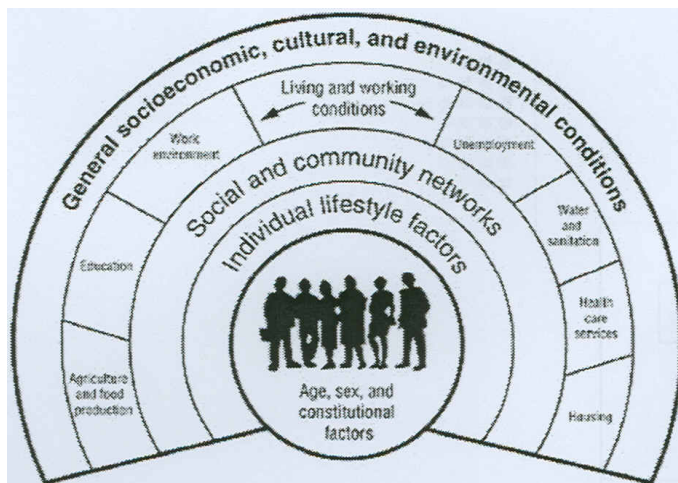 General socioeconomic, cultural, and environmental conditions
Living and working
conditions
Work
environment
Unemployment
Education
Water
and
sanitation
Agriculture
and food
production
Health
care
services
Housing
Social and community networks
Individual lifestyle factors
Age, sex, and
constitutional
factors